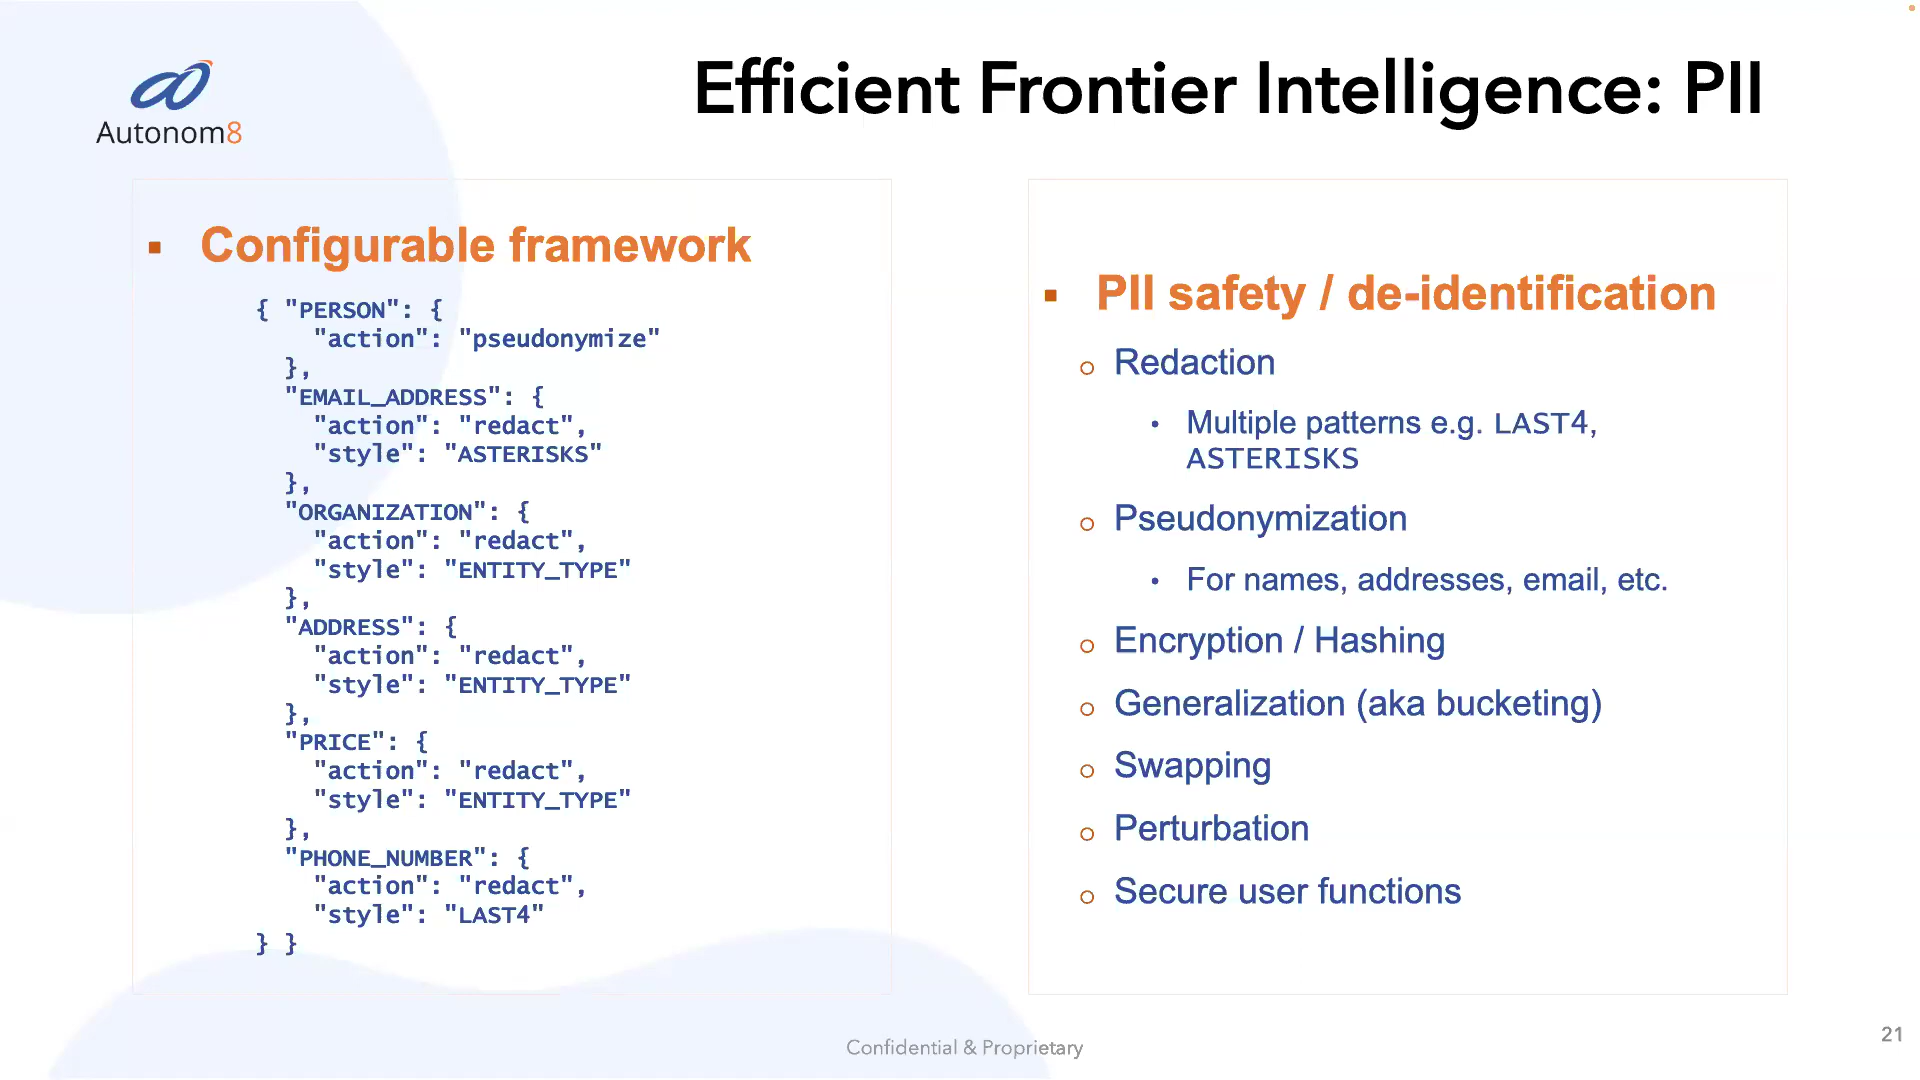 Autonom8
Efficient Frontier Intelligence: PII
▪ Configurable framework
{ "PERSON": {
"action": "pseudonymize"
},
"EMAIL_ADDRESS": {
"action": "redact",
"style": "ASTERISKS"
},
"ORGANIZATION": {
"action": "redact",
"style": "ENTITY_TYPE"
},
"ADDRESS": {
"action": "redact",
"style": "ENTITY_TYPE"
},
"PRICE": {
"action": "redact",
"style": "ENTITY_TYPE"
},
"PHONE_NUMBER": {
"action": "redact",
"style": "LAST4"
} }
▪ PII safety / de-identification
o Redaction
• Multiple patterns e.g. LAST4,
ASTERISKS
o Pseudonymization
• For names, addresses, email, etc.
o Encryption / Hashing
o Generalization (aka bucketing)
o Swapping
o Perturbation
o Secure user functions
Confidential & Proprietary
21